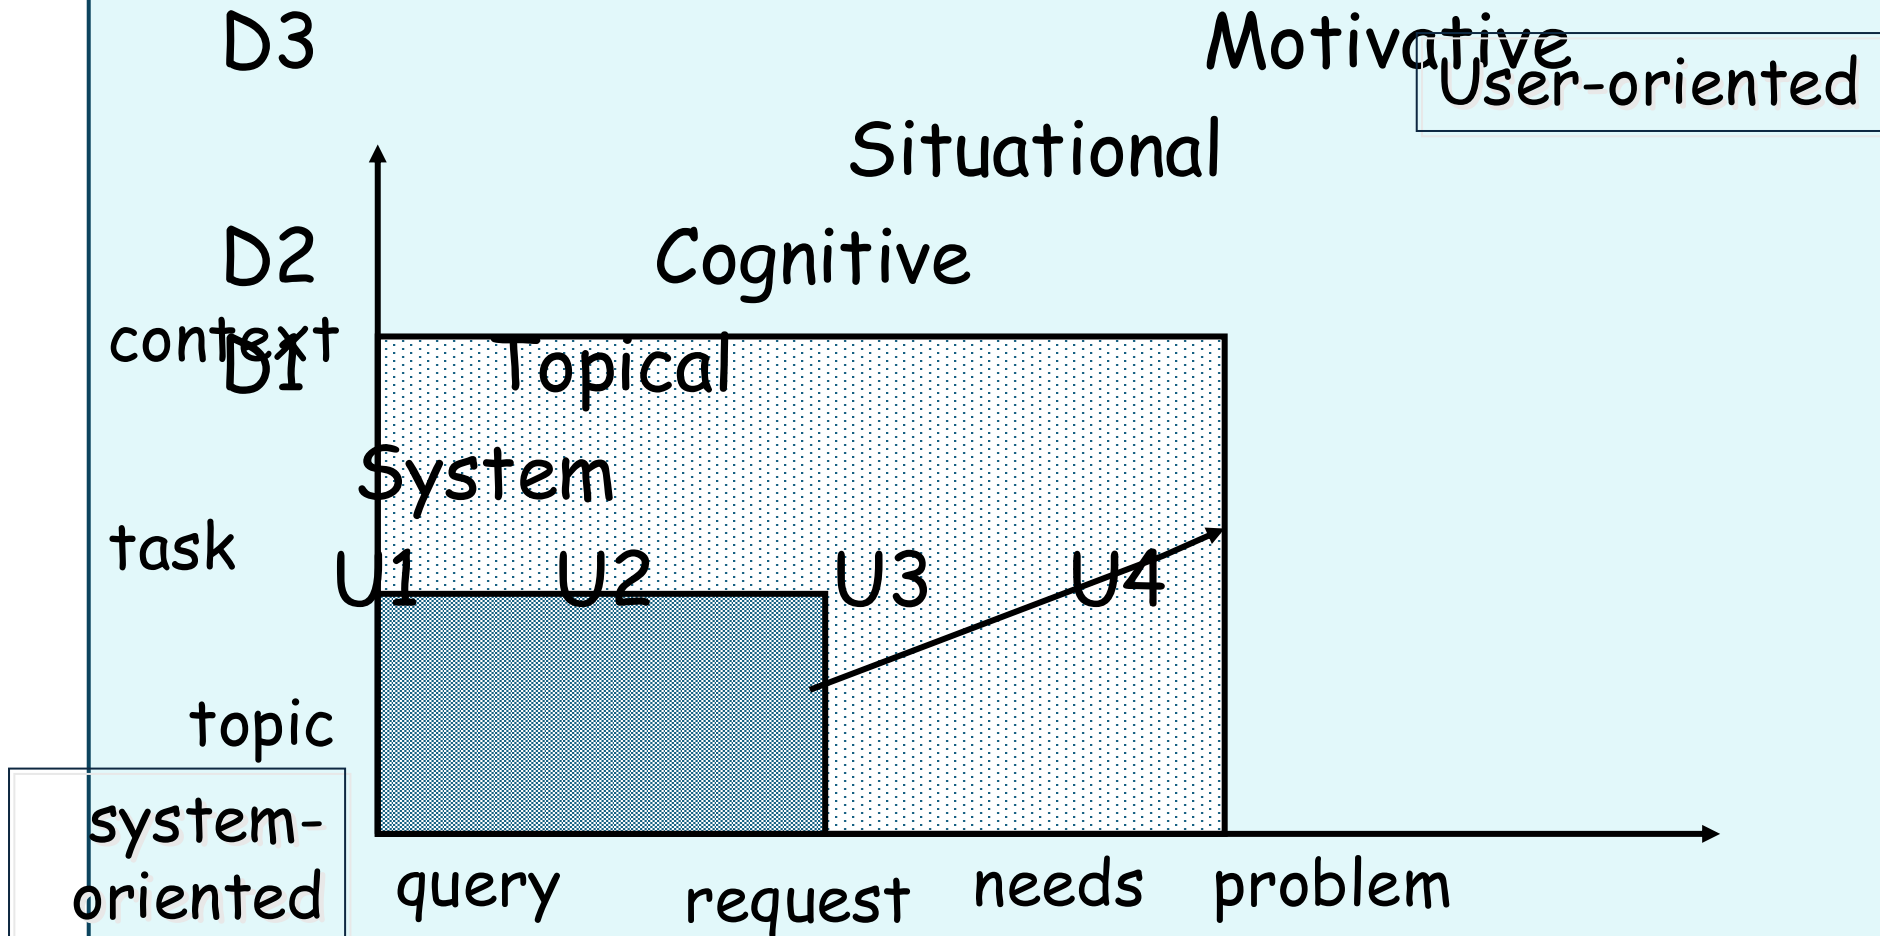 D3
Motivative
User-oriented
Situational
D2
Cognitive
context
D1
Topical
System
task
U1 U2 U3 U4
topic
system-
oriented
query request needs problem